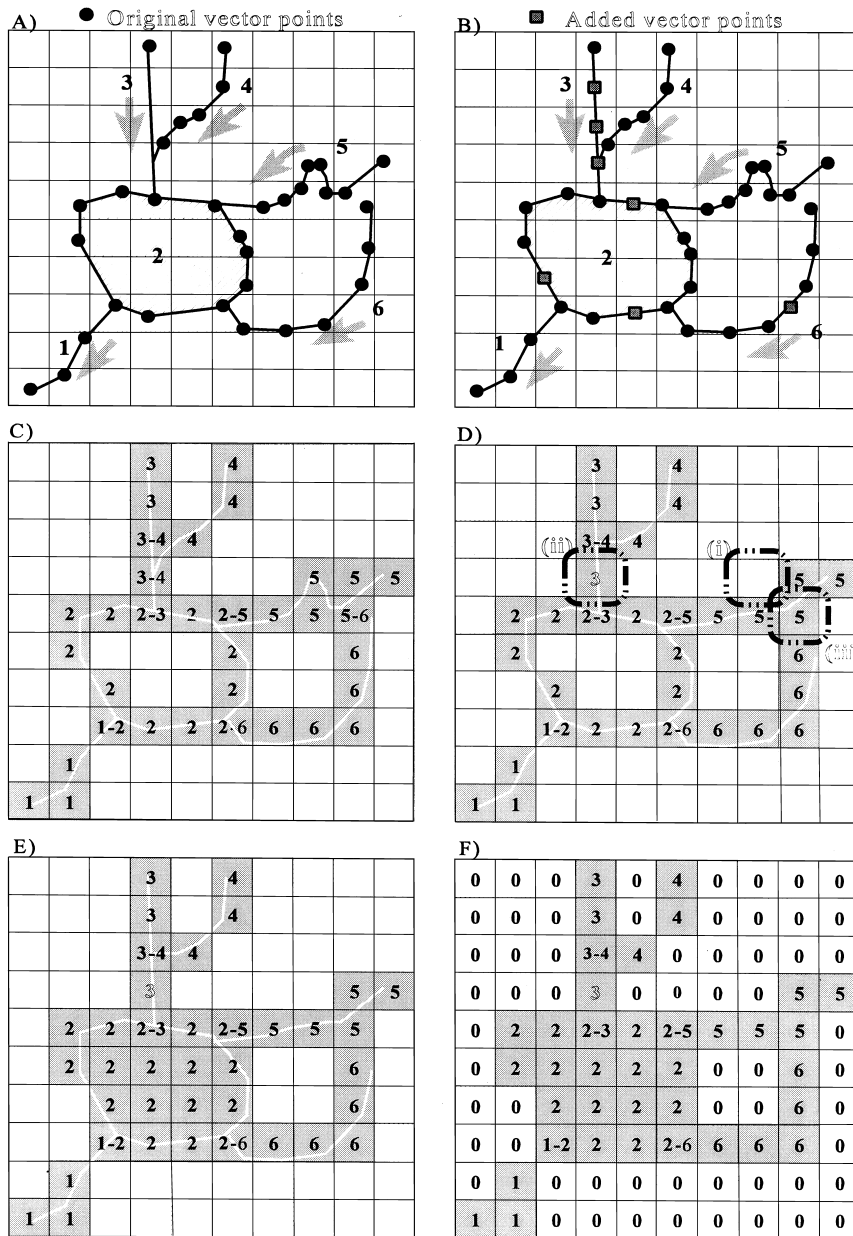 A) Original vector points
B) Added vector points
3 4
5
2
6
1
3 4
5
2
6
1
C)
3 4
3 4
3-4 4
3-4 5 5 5
2 2 2-3 2 2-5 5 5 5-6
2 2 6
2 2 6
1-2 2 2 2-6 6 6 6
1
1 1
D)
3 4
3 4
(ii) 3-4 4 (i)
3 5 5
2 2 2-3 2 2-5 5 5 5
2 2 6 (iii)
2 2 6
1-2 2 2 2-6 6 6 6
1
1 1
E)
3 4
3 4
3-4 4
3 5 5
2 2 2-3 2 2-5 5 5 5
2 2 2 2 2 6
2 2 2 2 6
1-2 2 2 2-6 6 6 6
1
1 1
F)
0 0 0 3 0 4 0 0 0 0
0 0 0 3 0 4 0 0 0 0
0 0 0 3-4 4 0 0 0 0 0
0 0 0 3 0 0 0 0 5 5
0 2 2 2-3 2 2-5 5 5 5 0
0 2 2 2 2 2 0 0 6 0
0 0 2 2 2 2 0 0 6 0
0 0 1-2 2 2 2-6 6 6 6 0
0 1 0 0 0 0 0 0 0 0
1 1 0 0 0 0 0 0 0 0